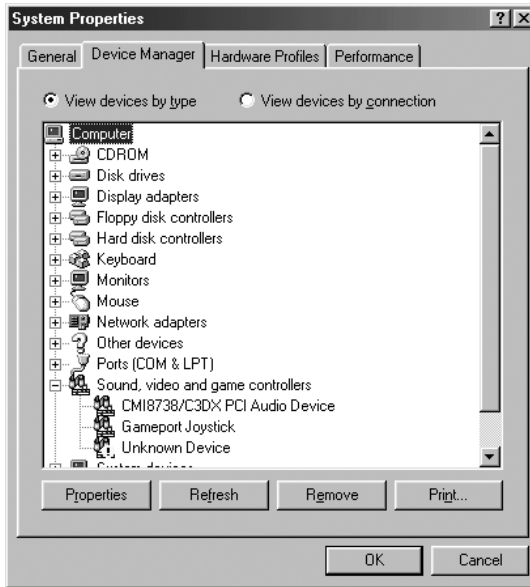 System Properties
General Device Manager Hardware Profiles Performance
View devices by type View devices by connection
Computer
CDROM
Disk drives
Display adapters
Floppy disk controllers
Hard disk controllers
Keyboard
Monitors
Mouse
Network adapters
Other devices
Ports (COM & LPT)
Sound, video and game controllers
CMI8738/C3DX PCI Audio Device
Gameport Joystick
Unknown Device
System devices
Properties Refresh Remove Print...
OK Cancel